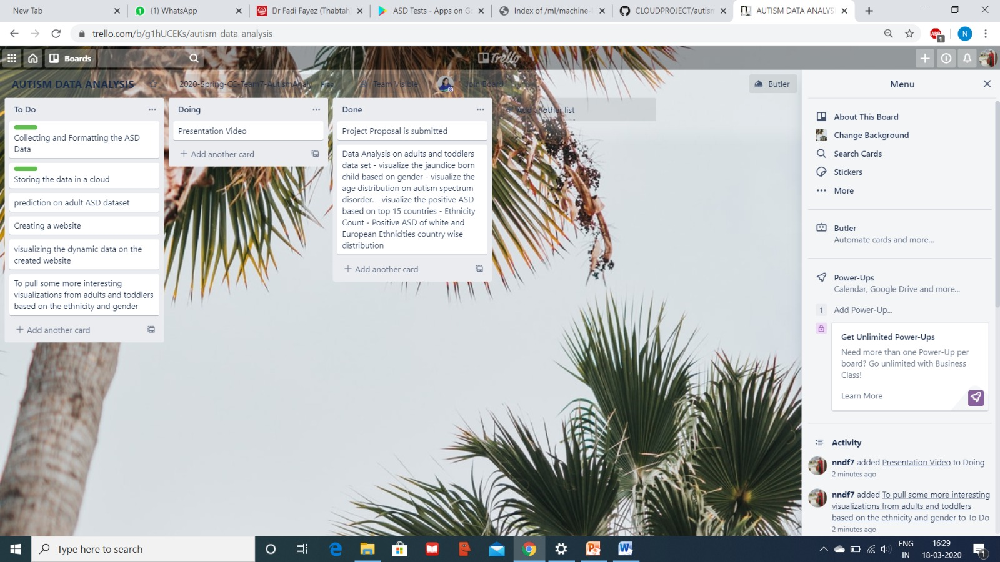 New Tab
(1) WhatsApp
Dr Fadi Fayez (Thabtah)
ASD Tests - Apps on Go
Index of /ml/machine-
CLOUDPROJECT/autism
AUTISM DATA ANALYS
trello.com/b/g1hUCEKs/autism-data-analysis
ABP
1
N
Boards
Trello
AUTISM DATA ANALYSIS
2020-Spring-CC-Team7-AutismAnaly
Free
Team Visible
Join Board
Butler
To Do
Collecting and Formatting the ASD
Data
Storing the data in a cloud
prediction on adult ASD dataset
Creating a website
visualizing the dynamic data on the
created website
To pull some more interesting
visualizations from adults and toddlers
based on the ethnicity and gender
+ Add another card
Doing
Presentation Video
+ Add another card
Done
Project Proposal is submitted
Data Analysis on adults and toddlers
data set - visualize the jaundice born
child based on gender - visualize the
age distribution on autism spectrum
disorder. - visualize the positive ASD
based on top 15 countries - Ethnicity
Count - Positive ASD of white and
European Ethnicities country wise
distribution
+ Add another card
+ Add another list
Menu
About This Board
Change Background
Search Cards
Stickers
More
Butler
Automate cards and more...
Power-Ups
Calendar, Google Drive and more...
1
Add Power-Up...
Get Unlimited Power-Ups
Need more than one Power-Up per
board? Go unlimited with Business
Class!
Learn More
Activity
nndf7 added Presentation Video to Doing
2 minutes ago
nndf7 added To pull some more interesting
visualizations from adults and toddlers
based on the ethnicity and gender to To Do
2 minutes ago
Type here to search
ENG
IN
16:29
18-03-2020
1